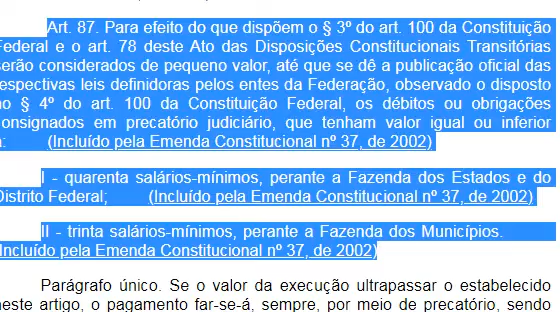 Art. 87. Para efeito do que dispõem o § 3º do art. 100 da Constituição
Federal e o art. 78 deste Ato das Disposições Constitucionais Transitórias
serão considerados de pequeno valor, até que se dê a publicação oficial das
respectivas leis definidoras pelos entes da Federação, observado o disposto
no § 4º do art. 100 da Constituição Federal, os débitos ou obrigações
consignados em precatório judiciário, que tenham valor igual ou inferior
a: (Incluído pela Emenda Constitucional nº 37, de 2002)
I - quarenta salários-mínimos, perante a Fazenda dos Estados e do
Distrito Federal; (Incluído pela Emenda Constitucional nº 37, de 2002)
II - trinta salários-mínimos, perante a Fazenda dos Municípios.
(Incluído pela Emenda Constitucional nº 37, de 2002)
Parágrafo único. Se o valor da execução ultrapassar o estabelecido
neste artigo, o pagamento far-se-á, sempre, por meio de precatório, sendo